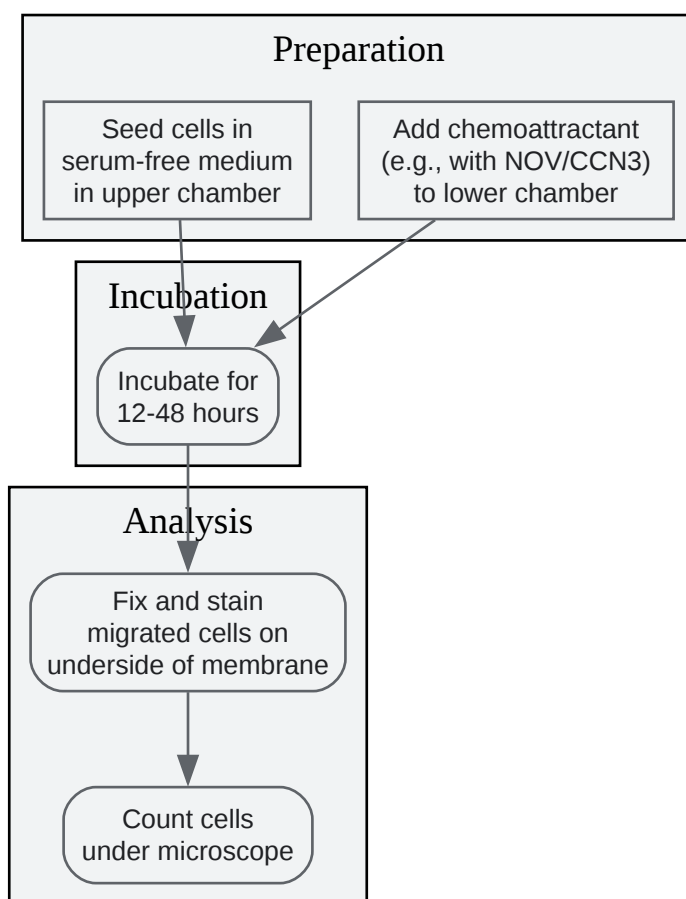 Preparation
Seed cells in
serum-free medium
in upper chamber
Add chemoattractant
(e.g., with NOV/CCN3)
to lower chamber
Incubation
Incubate for
12-48 hours
Analysis
Fix and stain
migrated cells on
underside of membrane
Count cells
under microscope